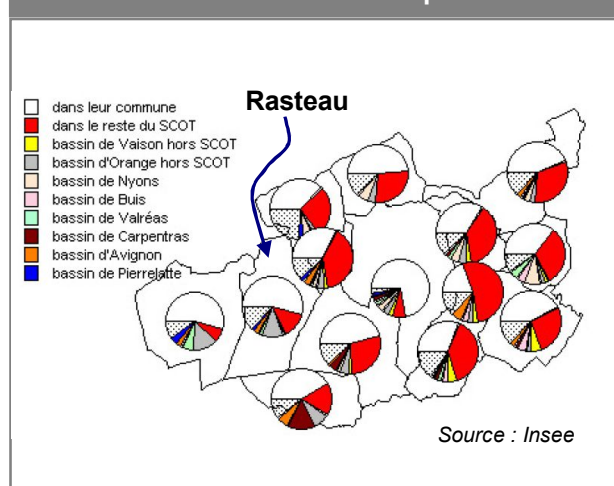 Rasteau
dans leur commune
dans le reste du SCOT
bassin de Vaison hors SCOT
bassin d'Orange hors SCOT
bassin de Nyons
bassin de Buis
bassin de Valréas
bassin de Carpentras
bassin d'Avignon
bassin de Pierrelatte
Source : Insee